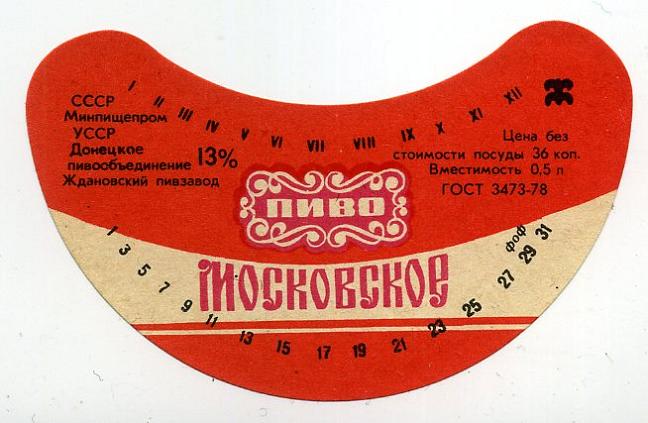 I II III IV V VI VII VIII IX X XI XII
СССР
Минпищепром
УССР
Донецкое
пивообъединение
Ждановский пивзавод
13%
Цена без
стоимости посуды 36 коп.
Вместимость 0,5 л
ГОСТ 3473-78
ПИВО
МОСКОВСКОЕ
1 3 5 7 9 11 13 15 17 19 21 23 25 27 29 31
фоф